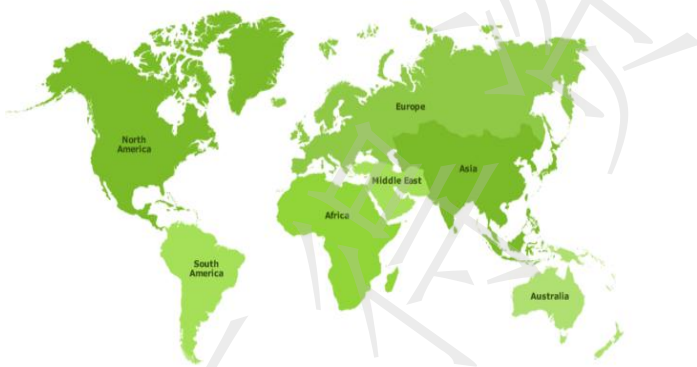 Europe
North
America
Asia
Middle East
Africa
South
America
Australia